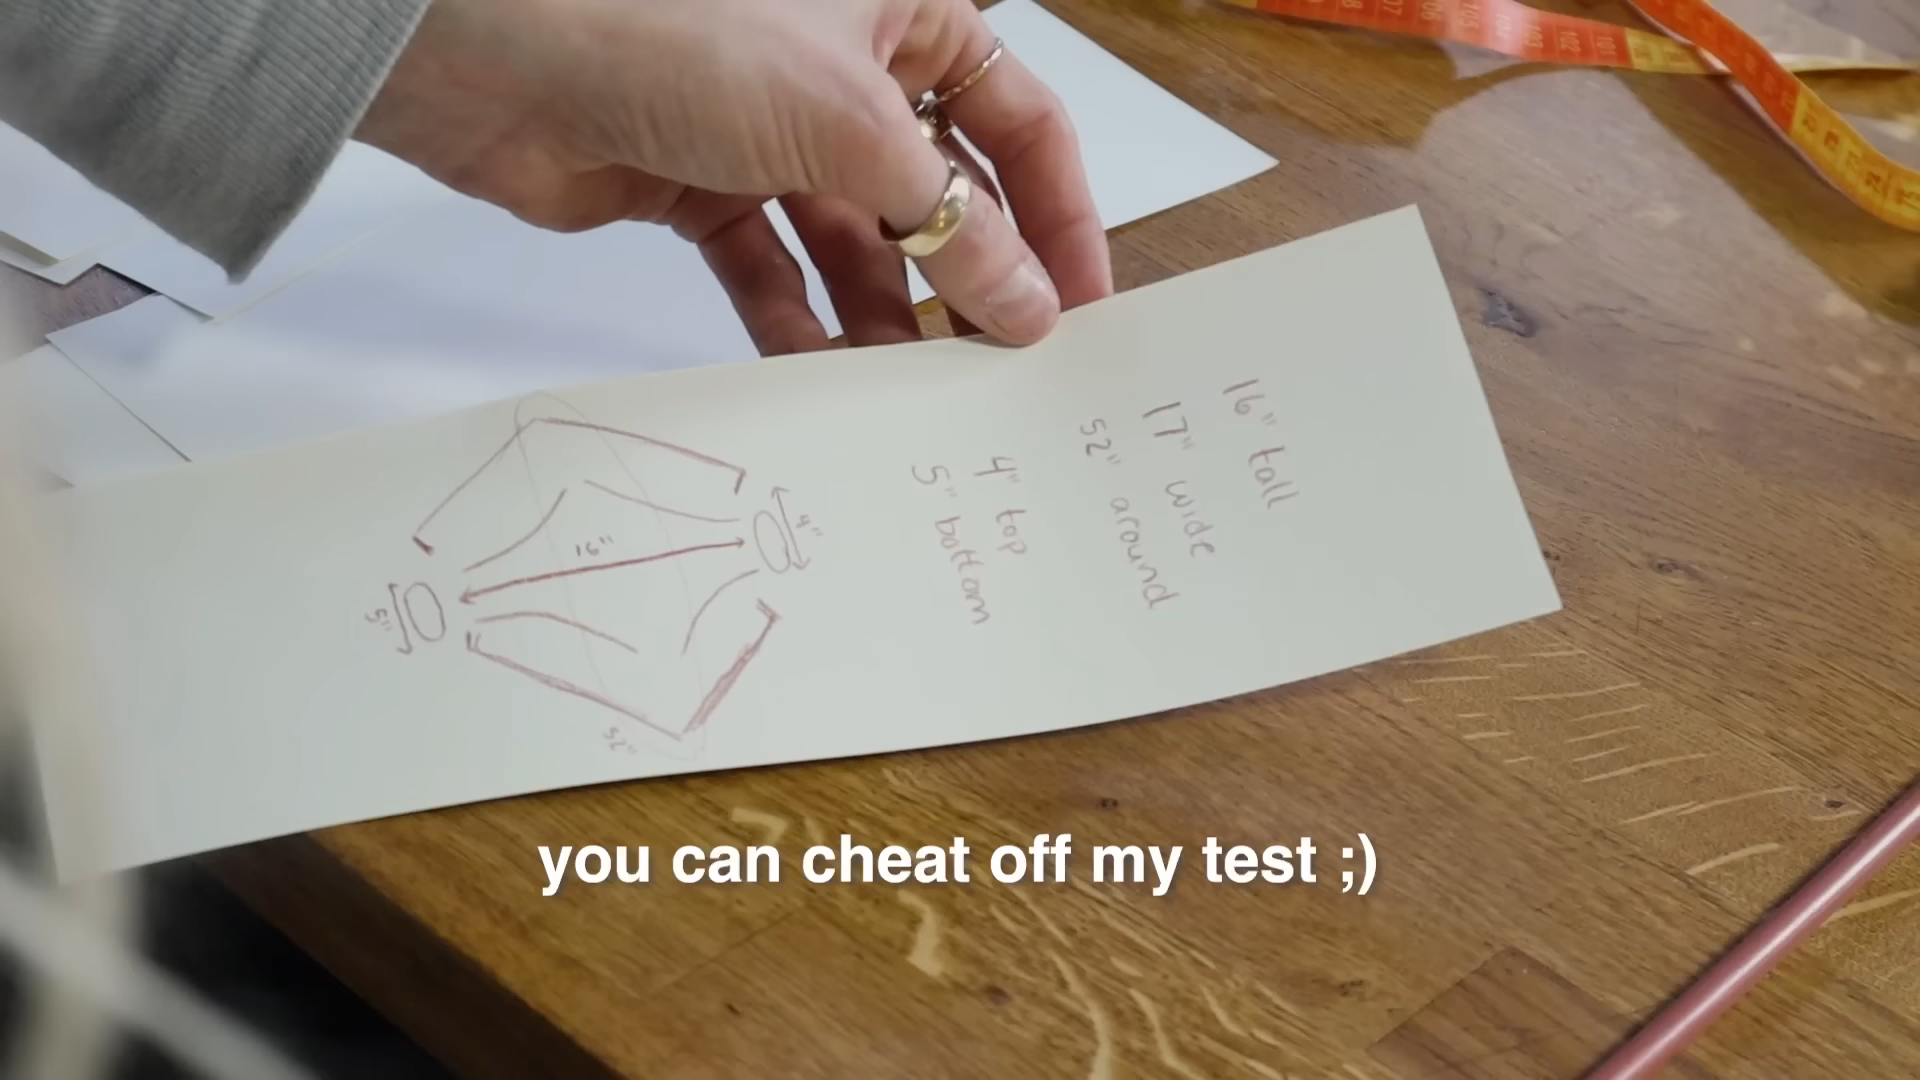 16" tall
17" wide
52" around
4" top
5" bottom
4"
16"
5"
52"
you can cheat off my test ;)